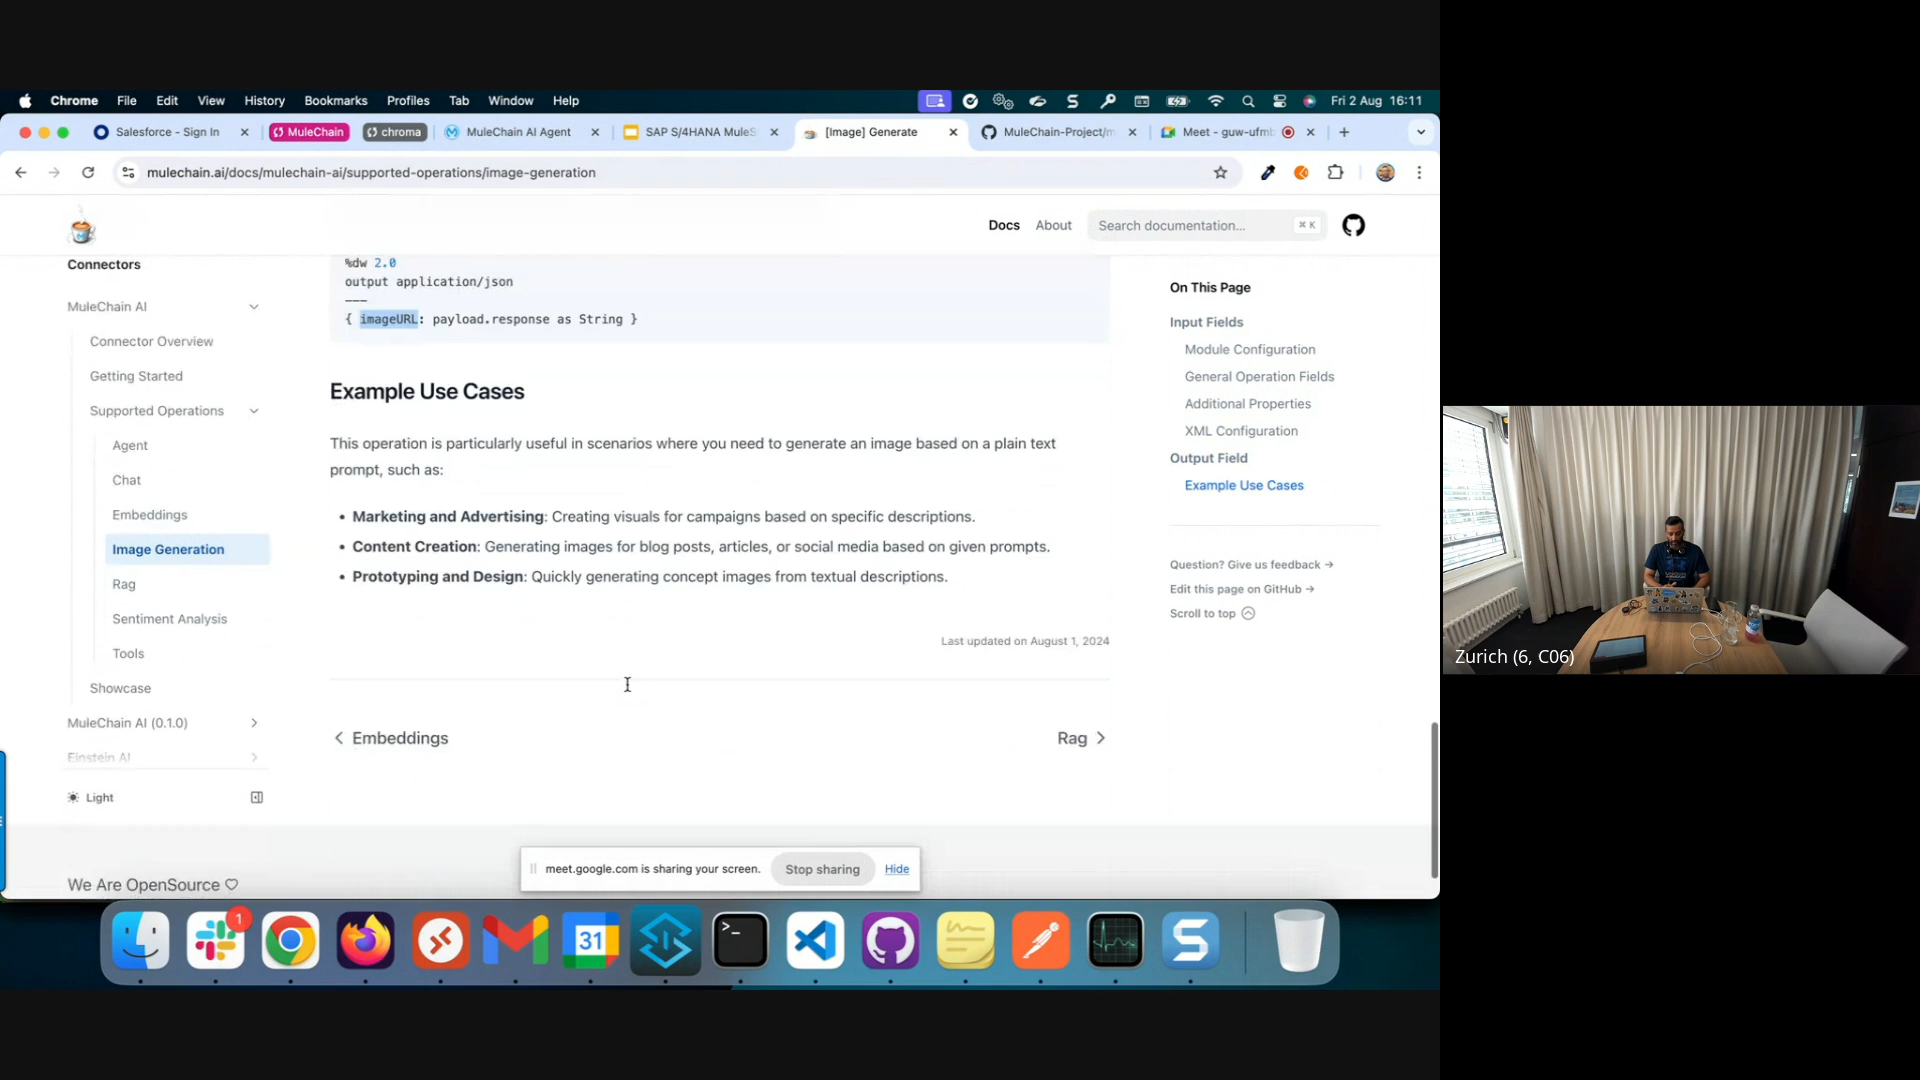 Chrome File Edit View History Bookmarks Profiles Tab Window Help Fri 2 Aug 16:11
Salesforce - Sign In MuleChain chroma MuleChain AI Agent SAP S/4HANA MuleS [Image] Generate MuleChain-Project/m Meet - guw-ufmb
mulechain.ai/docs/mulechain-ai/supported-operations/image-generation
Docs About Search documentation... ⌘ K
Connectors
MuleChain AI
Connector Overview
Getting Started
Supported Operations
Agent
Chat
Embeddings
Image Generation
Rag
Sentiment Analysis
Tools
Showcase
MuleChain AI (0.1.0)
Einstein AI
Light
%dw 2.0
output application/json
---
{ imageURL: payload.response as String }
Example Use Cases
This operation is particularly useful in scenarios where you need to generate an image based on a plain text
prompt, such as:
• Marketing and Advertising: Creating visuals for campaigns based on specific descriptions.
• Content Creation: Generating images for blog posts, articles, or social media based on given prompts.
• Prototyping and Design: Quickly generating concept images from textual descriptions.
Last updated on August 1, 2024
Embeddings Rag
On This Page
Input Fields
Module Configuration
General Operation Fields
Additional Properties
XML Configuration
Output Field
Example Use Cases
Question? Give us feedback →
Edit this page on GitHub →
Scroll to top
We Are OpenSource
meet.google.com is sharing your screen. Stop sharing Hide
1
31
Zurich (6, C06)